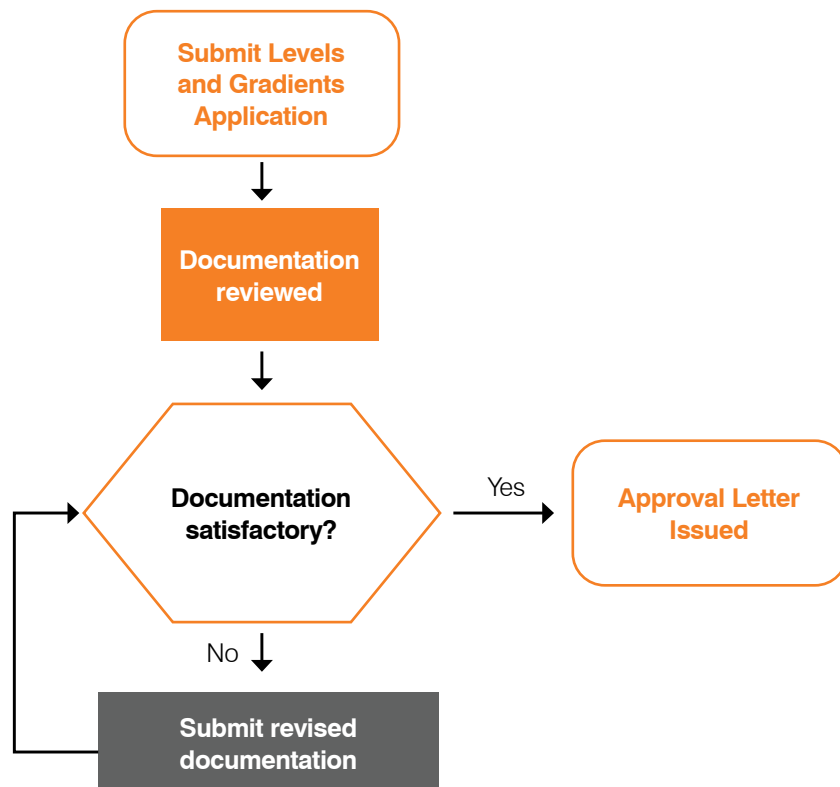 Submit Levels
and Gradients
Application
Documentation
reviewed
Documentation
satisfactory?
Yes
Approval Letter
Issued
No
Submit revised
documentation